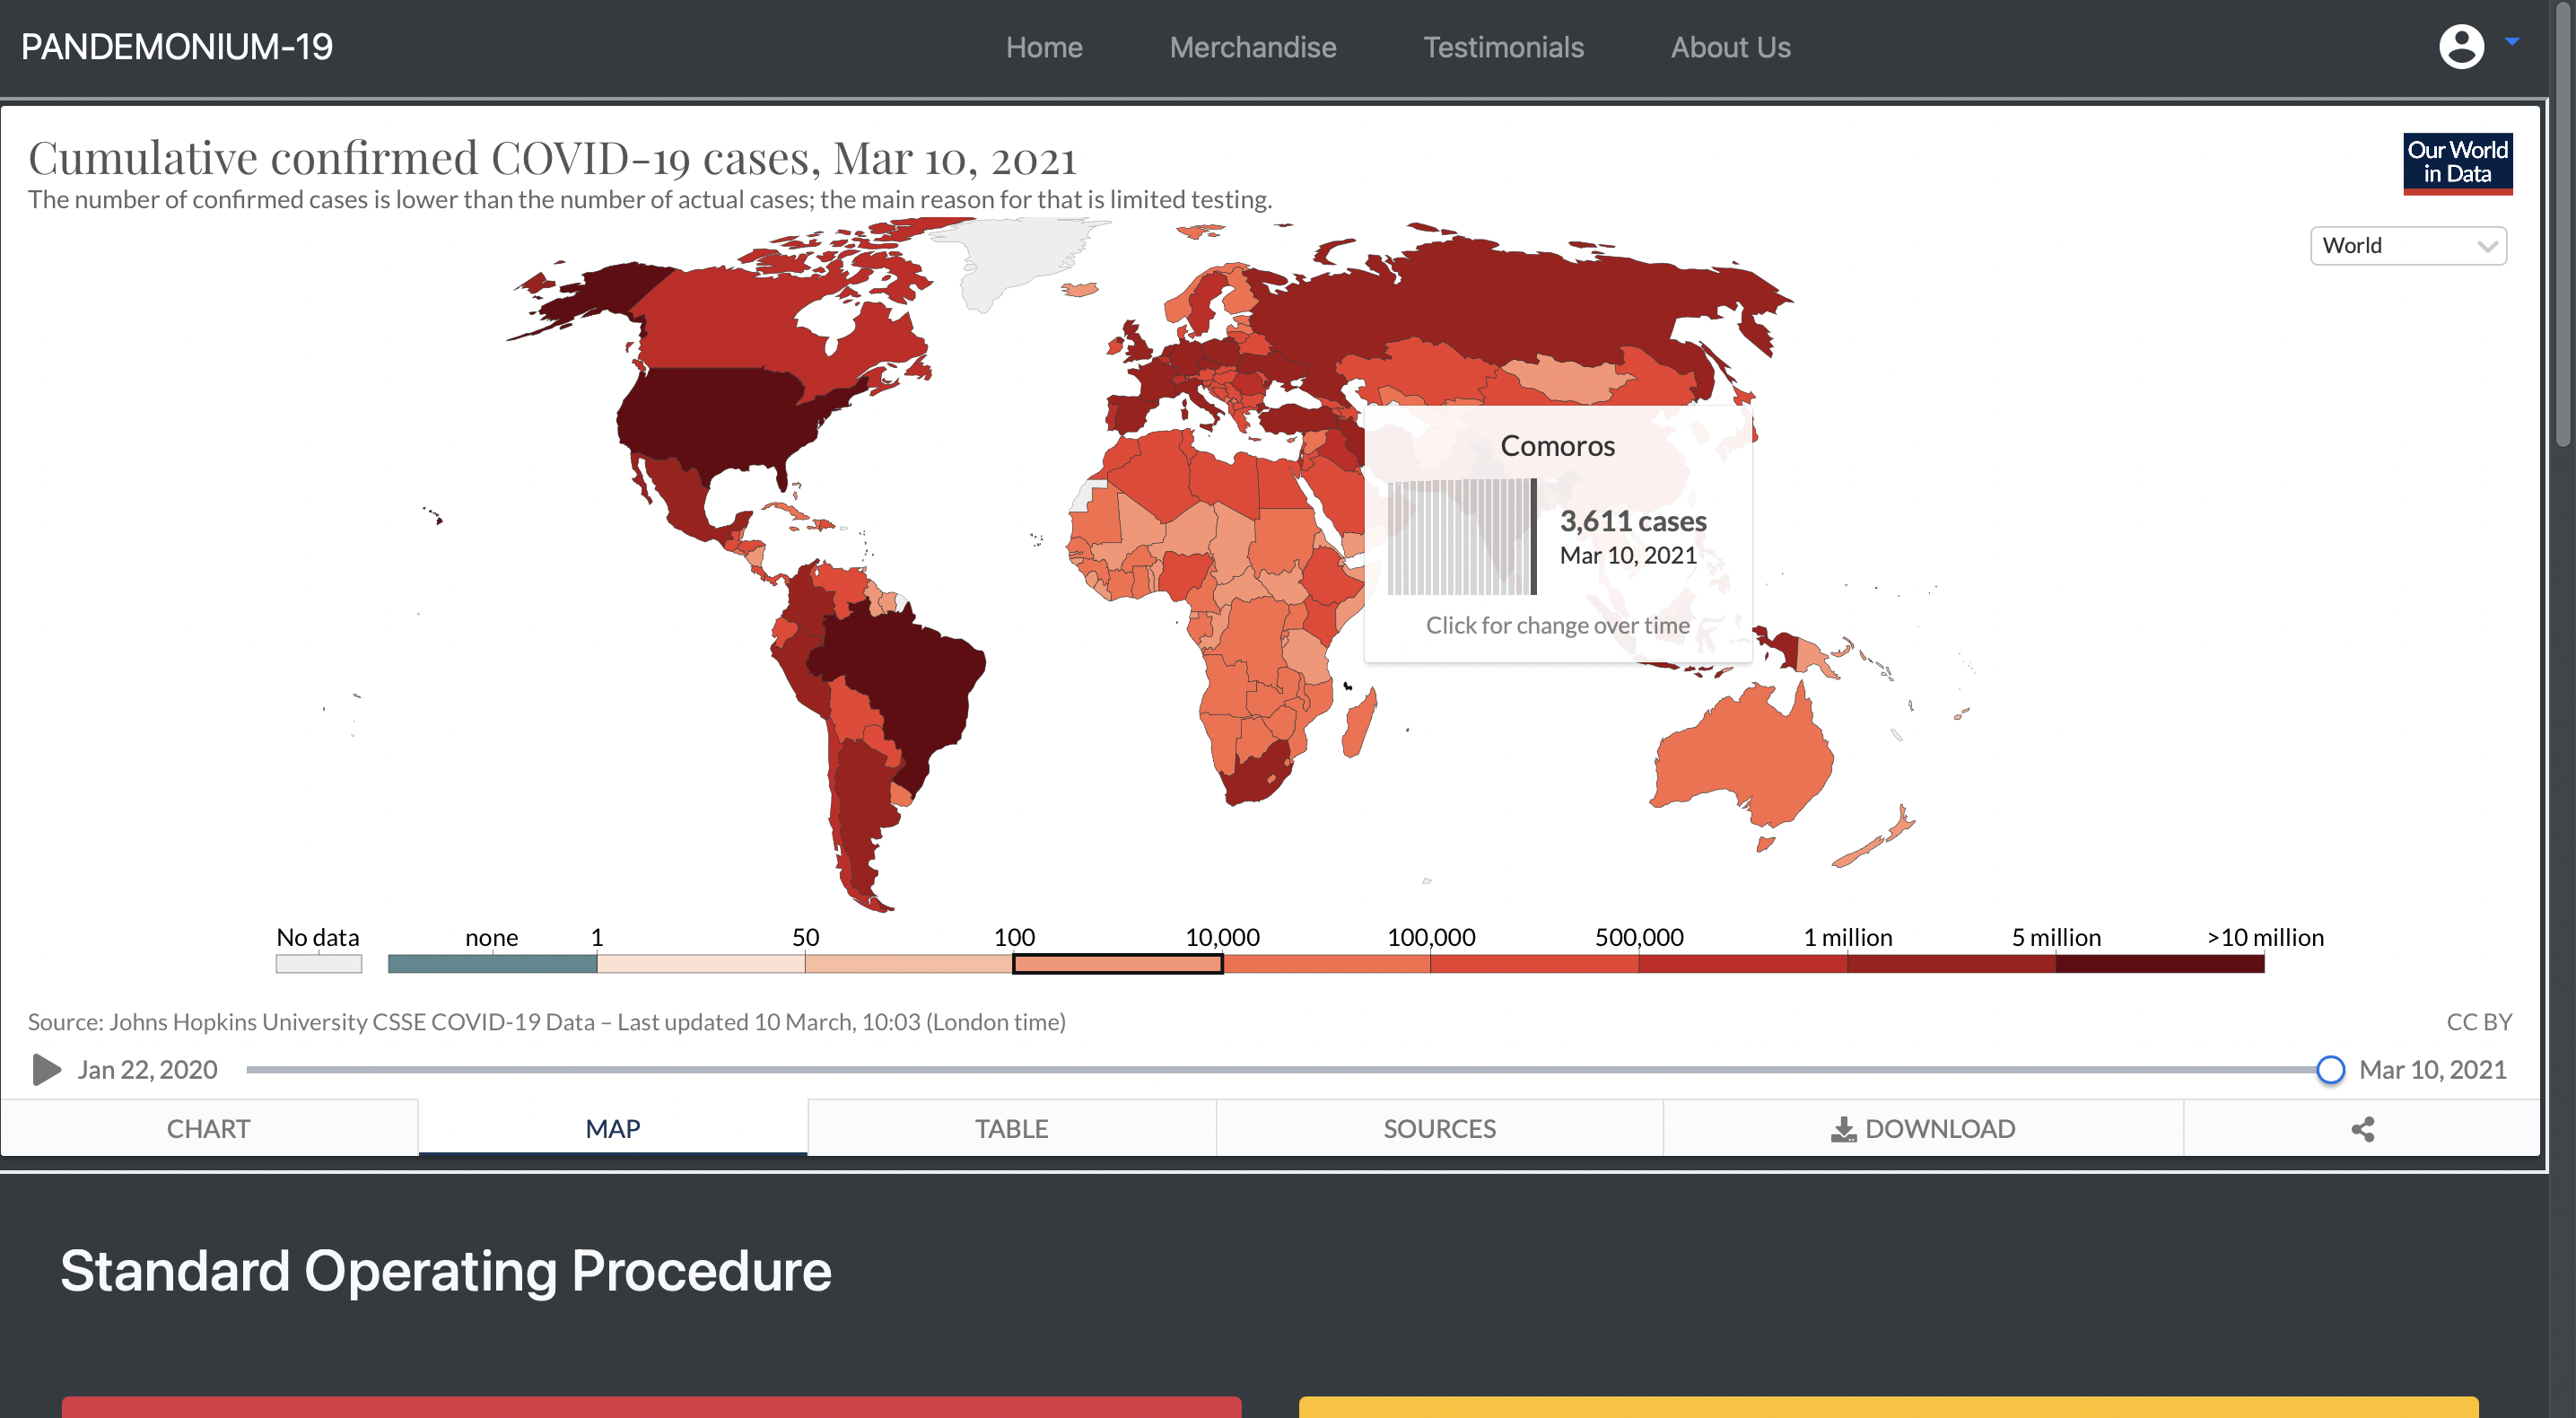 PANDEMONIUM-19
Home Merchandise Testimonials About Us
Cumulative confirmed COVID-19 cases, Mar 10, 2021
The number of confirmed cases is lower than the number of actual cases; the main reason for that is limited testing.
Our World
in Data
World
Comoros
3,611 cases
Mar 10, 2021
Click for change over time
No data none 1 50 100 10,000 100,000 500,000 1 million 5 million >10 million
Source: Johns Hopkins University CSSE COVID-19 Data – Last updated 10 March, 10:03 (London time)
CC BY
Jan 22, 2020
Mar 10, 2021
CHART MAP TABLE SOURCES DOWNLOAD
Standard Operating Procedure